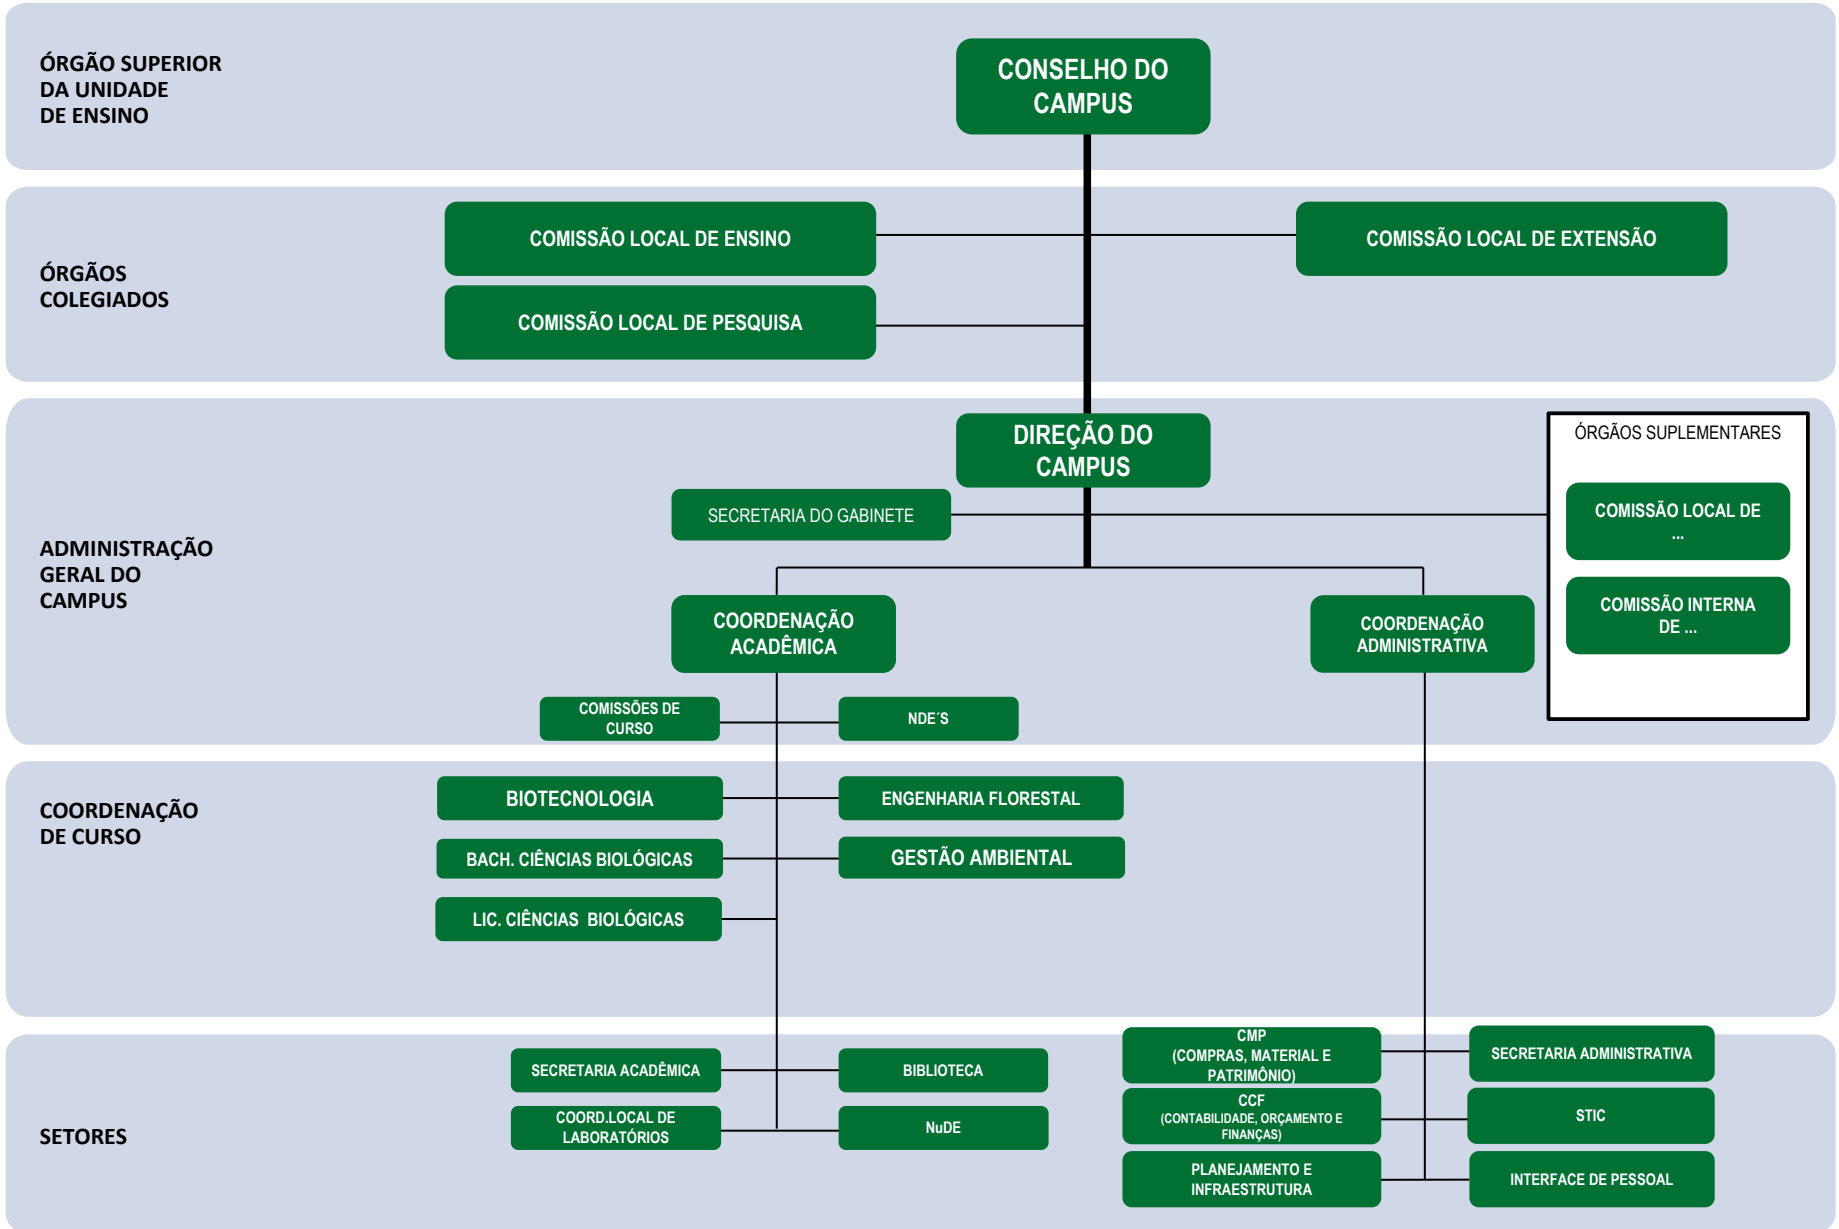 ÓRGÃO SUPERIOR
DA UNIDADE
DE ENSINO
CONSELHO DO
CAMPUS
ÓRGÃOS
COLEGIADOS
COMISSÃO LOCAL DE ENSINO
COMISSÃO LOCAL DE EXTENSÃO
COMISSÃO LOCAL DE PESQUISA
ADMINISTRAÇÃO
GERAL DO
CAMPUS
DIREÇÃO DO
CAMPUS
SECRETARIA DO GABINETE
ÓRGÃOS SUPLEMENTARES
COMISSÃO LOCAL DE
...
COMISSÃO INTERNA
DE ...
COORDENAÇÃO
ACADÊMICA
COORDENAÇÃO
ADMINISTRATIVA
COMISSÕES DE
CURSO
NDE´S
COORDENAÇÃO
DE CURSO
BIOTECNOLOGIA
ENGENHARIA FLORESTAL
BACH. CIÊNCIAS BIOLÓGICAS
GESTÃO AMBIENTAL
LIC. CIÊNCIAS  BIOLÓGICAS
SETORES
SECRETARIA ACADÊMICA
BIBLIOTECA
COORD.LOCAL DE
LABORATÓRIOS
NuDE
CMP
(COMPRAS, MATERIAL E
PATRIMÔNIO)
SECRETARIA ADMINISTRATIVA
CCF
(CONTABILIDADE, ORÇAMENTO E
FINANÇAS)
STIC
PLANEJAMENTO E
INFRAESTRUTURA
INTERFACE DE PESSOAL